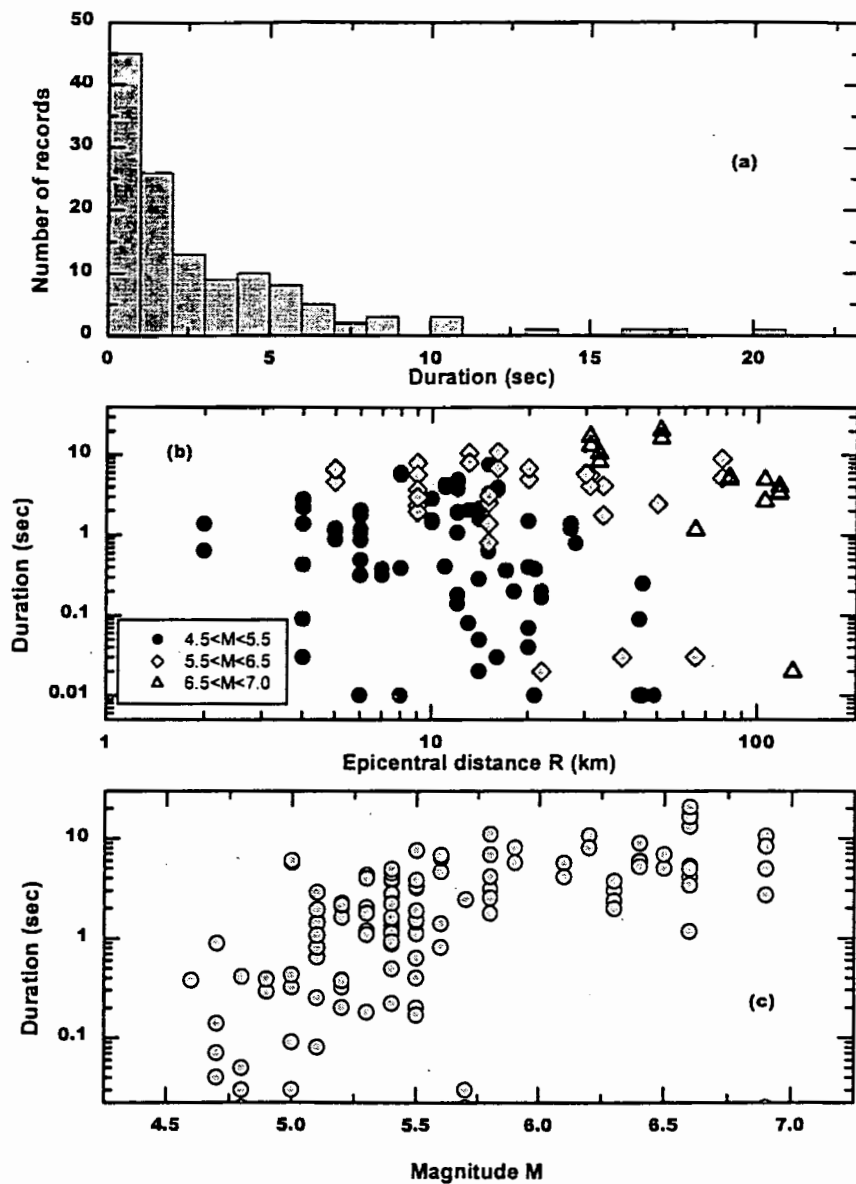 50
40
30
20
10
0
Number of records
(a)
0 5 10 15 20
Duration (sec)
(b)
10
1
0.1
0.01
Duration (sec)
4.5<M<5.5
5.5<M<6.5
6.5<M<7.0
1 10 100
Epicentral distance R (km)
10
1
0.1
Duration (sec)
(c)
4.5 5.0 5.5 6.0 6.5 7.0
Magnitude M